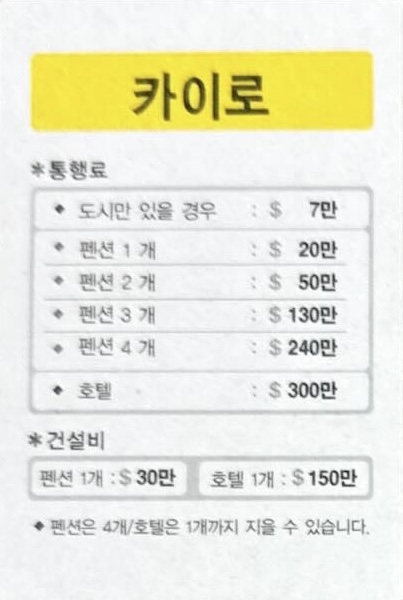 카이로
*통행료
◆ 도시만 있을 경우 : $ 7만
◆ 펜션 1 개 : $ 20만
◆ 펜션 2 개 : $ 50만
◆ 펜션 3 개 : $ 130만
◆ 펜션 4 개 : $ 240만
◆ 호텔 : $ 300만
*건설비
펜션 1개 : $ 30만 호텔 1개 : $ 150만
◆ 펜션은 4개/호텔은 1개까지 지을 수 있습니다.